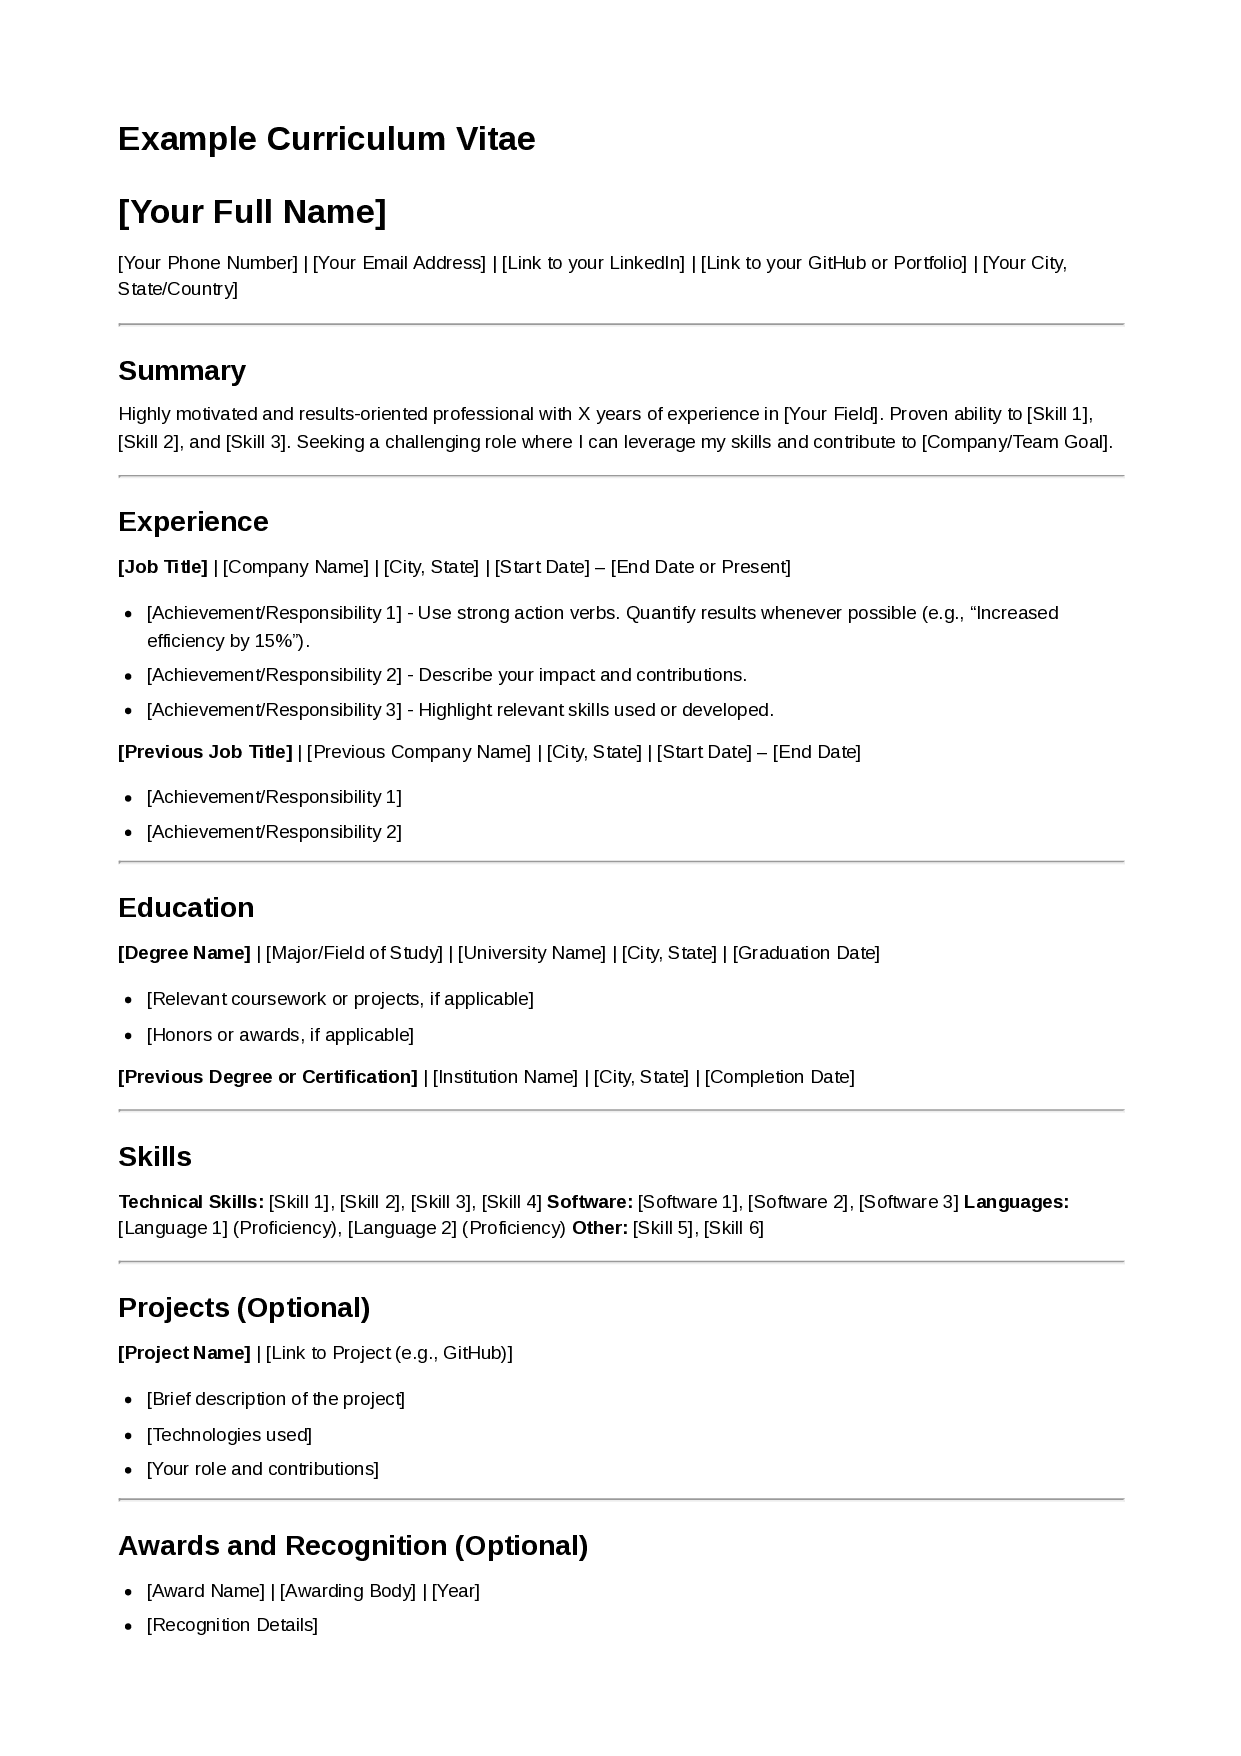 Example Curriculum Vitae
[Your Full Name]
[Your Phone Number] | [Your Email Address] | [Link to your LinkedIn] | [Link to your GitHub or Portfolio] | [Your City,
State/Country]
Summary
Highly motivated and results-oriented professional with X years of experience in [Your Field]. Proven ability to [Skill 1],
[Skill 2], and [Skill 3]. Seeking a challenging role where I can leverage my skills and contribute to [Company/Team Goal].
Experience
[Job Title] | [Company Name] | [City, State] | [Start Date] – [End Date or Present]
• [Achievement/Responsibility 1] - Use strong action verbs. Quantify results whenever possible (e.g., “Increased
efficiency by 15%”).
• [Achievement/Responsibility 2] - Describe your impact and contributions.
• [Achievement/Responsibility 3] - Highlight relevant skills used or developed.
[Previous Job Title] | [Previous Company Name] | [City, State] | [Start Date] – [End Date]
• [Achievement/Responsibility 1]
• [Achievement/Responsibility 2]
Education
[Degree Name] | [Major/Field of Study] | [University Name] | [City, State] | [Graduation Date]
• [Relevant coursework or projects, if applicable]
• [Honors or awards, if applicable]
[Previous Degree or Certification] | [Institution Name] | [City, State] | [Completion Date]
Skills
Technical Skills: [Skill 1], [Skill 2], [Skill 3], [Skill 4] Software: [Software 1], [Software 2], [Software 3] Languages:
[Language 1] (Proficiency), [Language 2] (Proficiency) Other: [Skill 5], [Skill 6]
Projects (Optional)
[Project Name] | [Link to Project (e.g., GitHub)]
• [Brief description of the project]
• [Technologies used]
• [Your role and contributions]
Awards and Recognition (Optional)
• [Award Name] | [Awarding Body] | [Year]
• [Recognition Details]